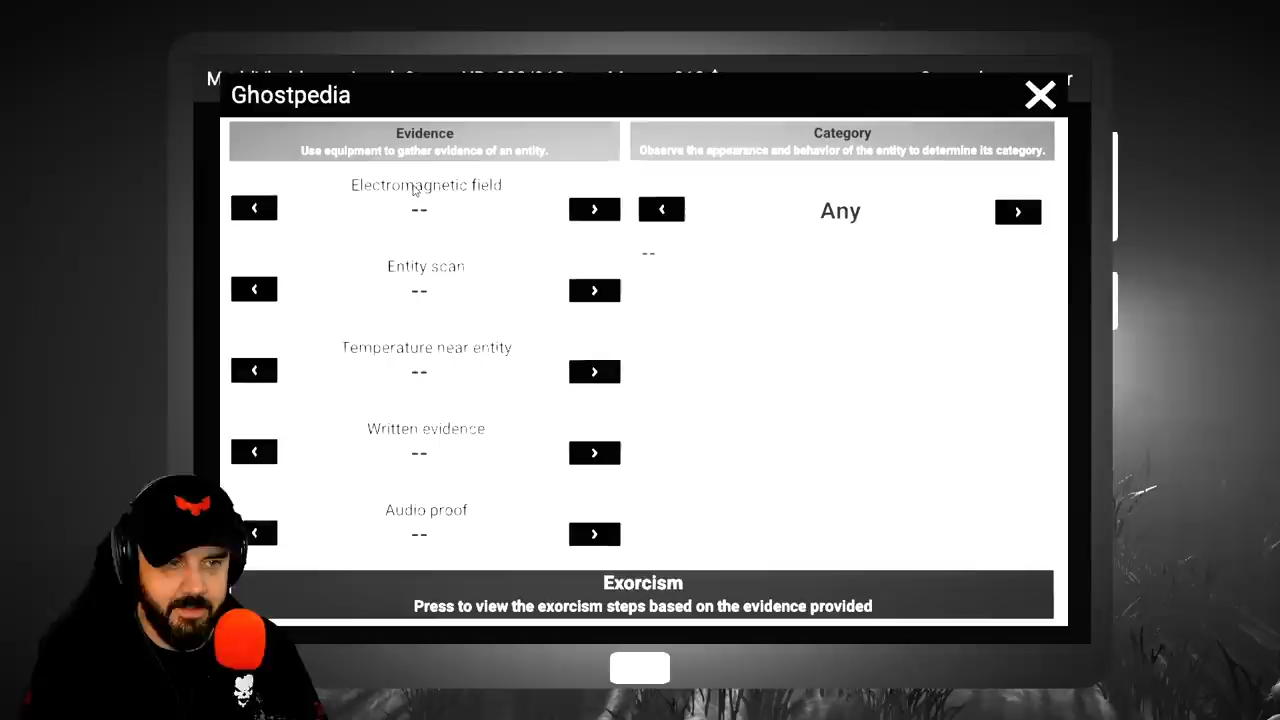 Ghostpedia
Evidence
Use equipment to gather evidence of an entity.
Category
Observe the appearance and behavior of the entity to determine its category.
Electromagnetic field
--
Any
--
Entity scan
--
Temperature near entity
--
Written evidence
--
Audio proof
--
Exorcism
Press to view the exorcism steps based on the evidence provided